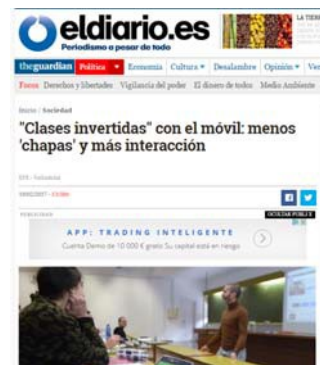 eldiario.es
Periodismo a pesar de todo
LA TIERRA
theguardian Política Economía Cultura Desalambre Opinión
Focos Derechos y libertades Vigilancia del poder El dinero de todos Medio Ambiente
Inicio / Sociedad
"Clases invertidas" con el móvil: menos
'chapas' y más interacción
PUBLICIDAD
APP: TRADING INTELIGENTE
Cuenta Demo de 10 000 € gratis Su capital está en riesgo